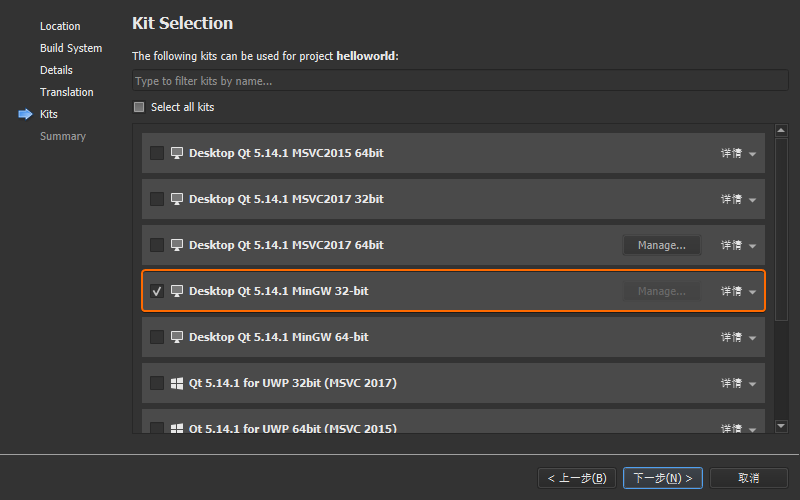 Location
Build System
Details
Translation
Kits
Summary
Kit Selection
The following kits can be used for project helloworld:
Type to filter kits by name...
Select all kits
Desktop Qt 5.14.1 MSVC2015 64bit 详情
Desktop Qt 5.14.1 MSVC2017 32bit 详情
Desktop Qt 5.14.1 MSVC2017 64bit Manage... 详情
Desktop Qt 5.14.1 MinGW 32-bit Manage... 详情
Desktop Qt 5.14.1 MinGW 64-bit 详情
Qt 5.14.1 for UWP 32bit (MSVC 2017) 详情
Qt 5.14.1 for UWP 64bit (MSVC 2015) 详情
< 上一步(B) 下一步(N) > 取消